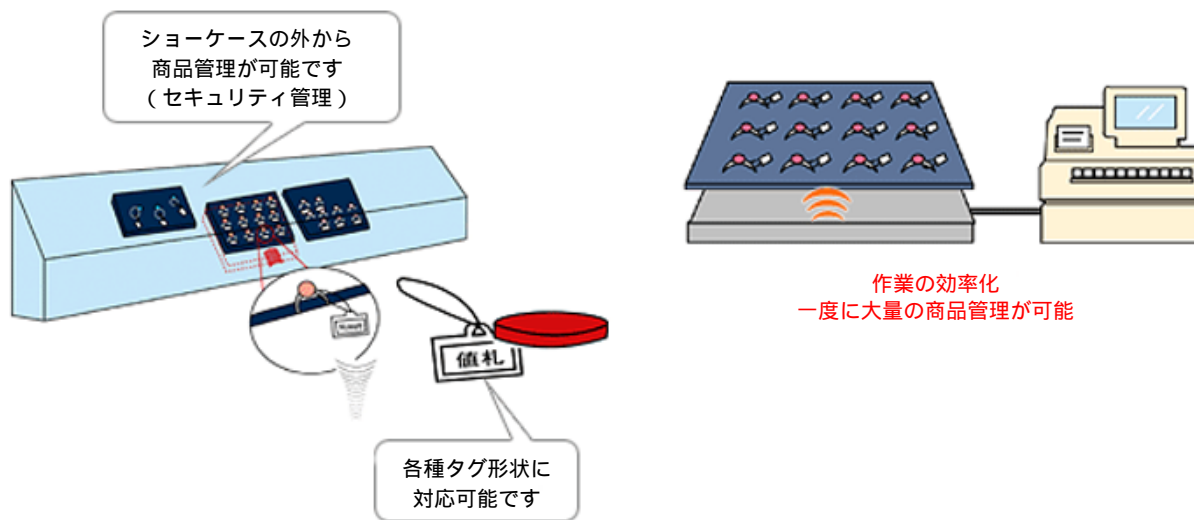 ショーケースの外から
商品管理が可能です
（セキュリティ管理）
値札
各種タグ形状に
対応可能です
作業の効率化
一度に大量の商品管理が可能